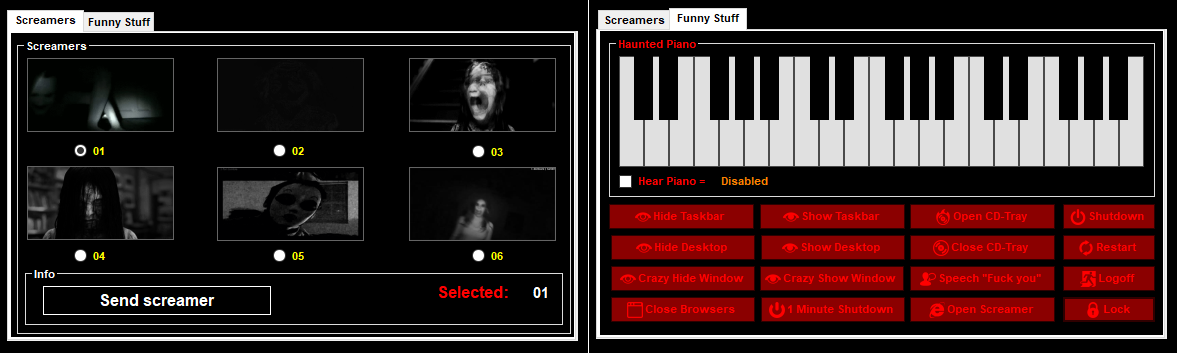 Screamers Funny Stuff
Screamers
01 02 03
04 05 06
Info
Send screamer Selected: 01
Screamers Funny Stuff
Haunted Piano
Hear Piano = Disabled
Hide Taskbar Show Taskbar Open CD-Tray Shutdown
Hide Desktop Show Desktop Close CD-Tray Restart
Crazy Hide Window Crazy Show Window Speech "Fuck you" Logoff
Close Browsers 1 Minute Shutdown Open Screamer Lock